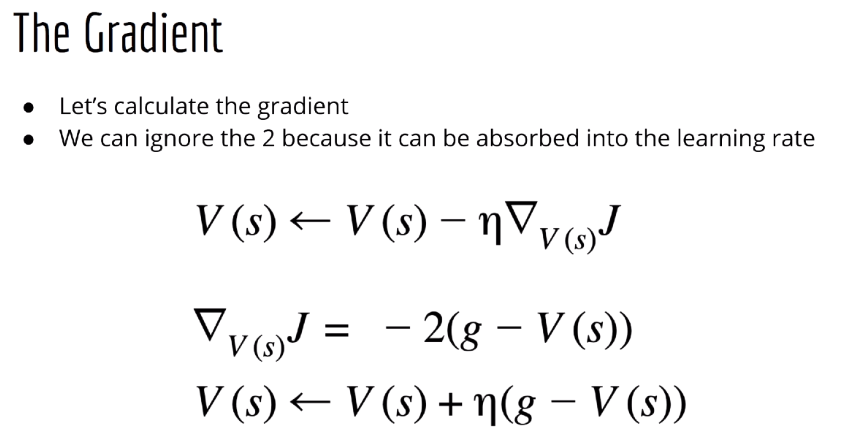 The Gradient
● Let's calculate the gradient
● We can ignore the 2 because it can be absorbed into the learning rate
V(s) ← V(s) − η∇_{V(s)}J
∇_{V(s)}J = − 2(g − V(s))
V(s) ← V(s) + η(g − V(s))